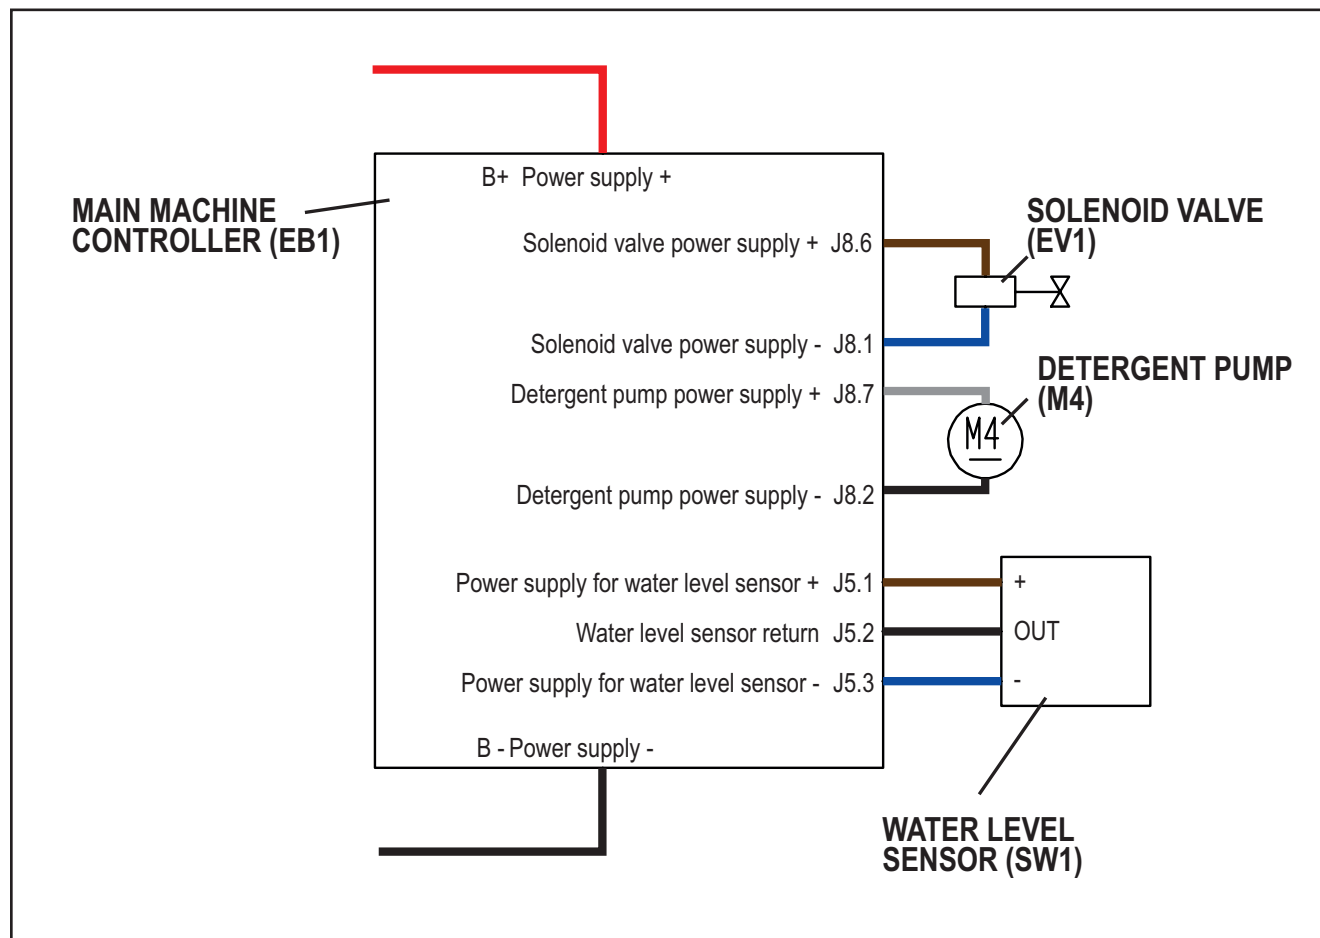 B+ Power supply +
MAIN MACHINE
CONTROLLER (EB1)
SOLENOID VALVE
(EV1)
Solenoid valve power supply + J8.6
Solenoid valve power supply - J8.1
DETERGENT PUMP
(M4)
Detergent pump power supply + J8.7
M4
Detergent pump power supply - J8.2
Power supply for water level sensor + J5.1
+
Water level sensor return J5.2
OUT
Power supply for water level sensor - J5.3
-
B - Power supply -
WATER LEVEL
SENSOR (SW1)